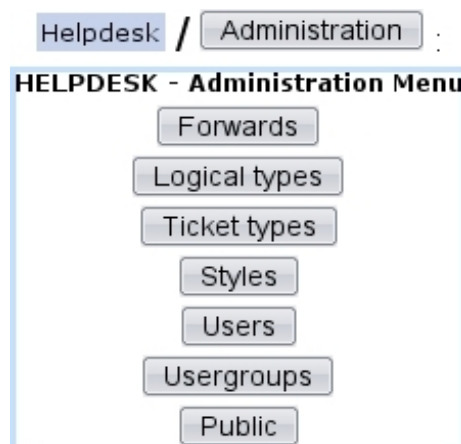 Helpdesk / Administration :
HELPDESK - Administration Menu
Forwards
Logical types
Ticket types
Styles
Users
Usergroups
Public